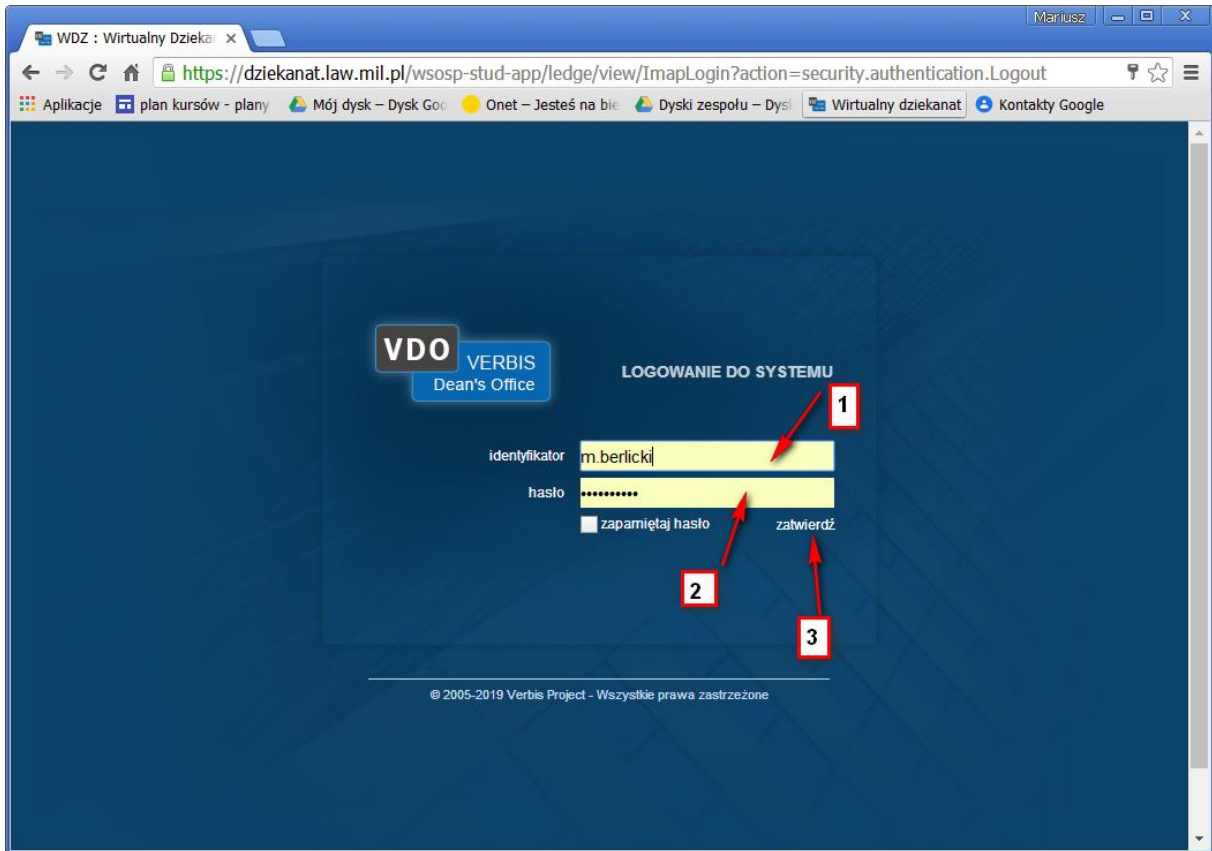 Mariusz
WDZ : Wirtualny Dziekan
https://dziekanat.law.mil.pl/wsosp-stud-app/ledge/view/ImapLogin?action=security.authentication.Logout
Aplikacje plan kursów - plany Mój dysk – Dysk Goo Onet – Jesteś na bie Dyski zespołu – Dysk Wirtualny dziekanat Kontakty Google
VDO
VERBIS
Dean's Office
LOGOWANIE DO SYSTEMU
1
identyfikator m.berlicki
hasło ••••••••••
zapamiętaj hasło zatwierdź
2
3
© 2005-2019 Verbis Project - Wszystkie prawa zastrzeżone